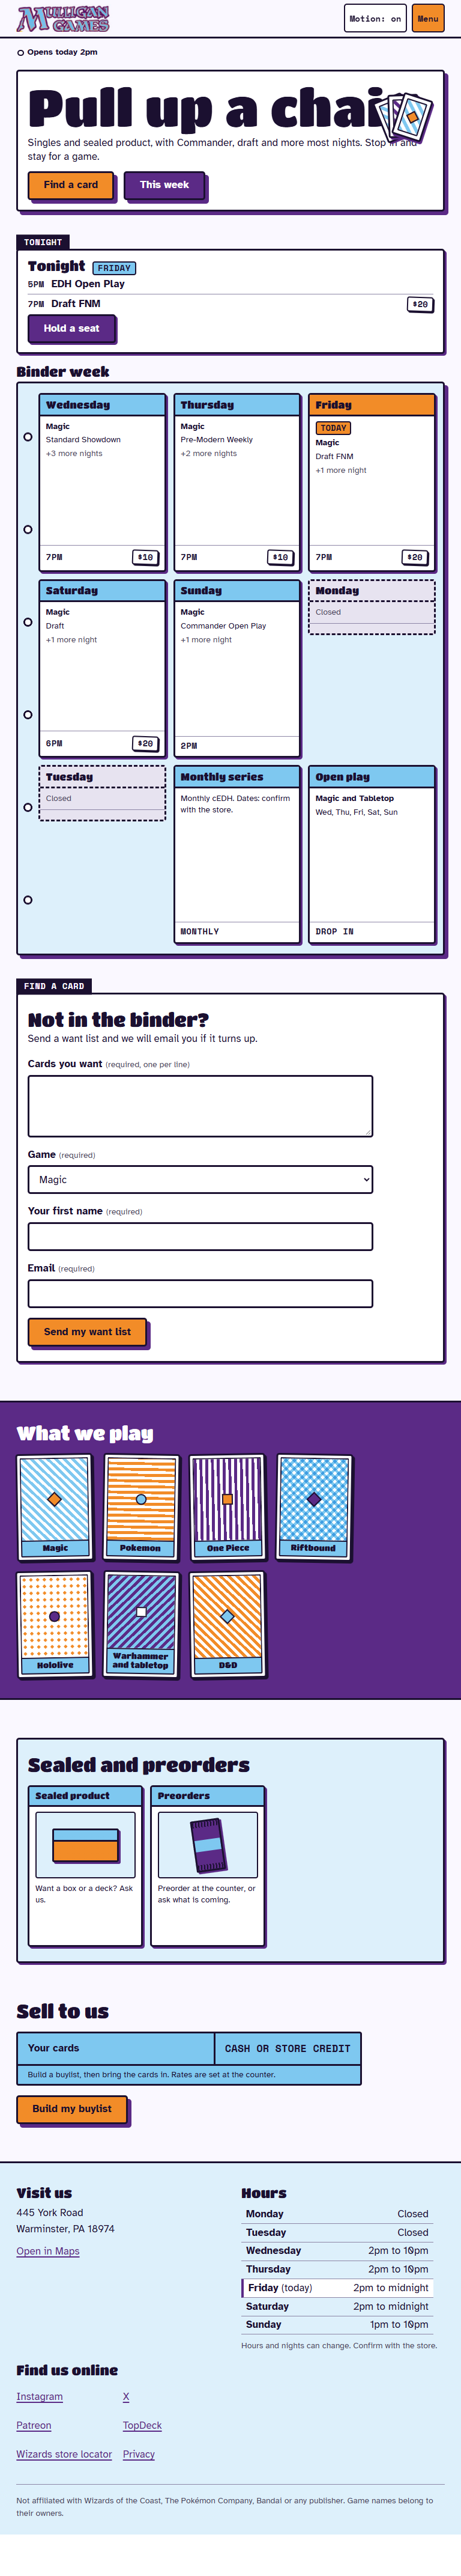 MULLIGAN GAMES
Motion: on
Menu
Opens today 2pm
Pull up a chair
Singles and sealed product, with Commander, draft and more most nights. Stop in and
stay for a game.
Find a card
This week
TONIGHT
Tonight FRIDAY
5PM EDH Open Play
7PM Draft FNM $20
Hold a seat
Binder week
Wednesday
Magic
Standard Showdown
+3 more nights
7PM $10
Thursday
Magic
Pre-Modern Weekly
+2 more nights
7PM $10
Friday
TODAY
Magic
Draft FNM
+1 more night
7PM $20
Saturday
Magic
Draft
+1 more night
6PM $20
Sunday
Magic
Commander Open Play
+1 more night
2PM
Monday
Closed
Tuesday
Closed
Monthly series
Monthly cEDH. Dates: confirm
with the store.
MONTHLY
Open play
Magic and Tabletop
Wed, Thu, Fri, Sat, Sun
DROP IN
FIND A CARD
Not in the binder?
Send a want list and we will email you if it turns up.
Cards you want (required, one per line)
Game (required)
Magic
Your first name (required)
Email (required)
Send my want list
What we play
Magic
Pokemon
One Piece
Riftbound
Hololive
Warhammer
and tabletop
D&D
Sealed and preorders
Sealed product
Want a box or a deck? Ask
us.
Preorders
Preorder at the counter, or
ask what is coming.
Sell to us
Your cards
CASH OR STORE CREDIT
Build a buylist, then bring the cards in. Rates are set at the counter.
Build my buylist
Visit us
445 York Road
Warminster, PA 18974
Open in Maps
Hours
Monday Closed
Tuesday Closed
Wednesday 2pm to 10pm
Thursday 2pm to 10pm
Friday (today) 2pm to midnight
Saturday 2pm to midnight
Sunday 1pm to 10pm
Hours and nights can change. Confirm with the store.
Find us online
Instagram
X
Patreon
TopDeck
Wizards store locator
Privacy
Not affiliated with Wizards of the Coast, The Pokémon Company, Bandai or any publisher. Game names belong to
their owners.